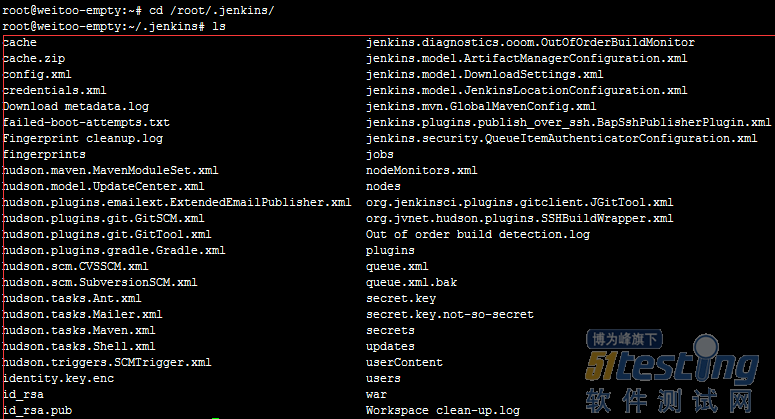 root@weitoo-empty:~# cd /root/.jenkins/
root@weitoo-empty:~/.jenkins# ls
cache jenkins.diagnostics.ooom.OutOfOrderBuildMonitor
cache.zip jenkins.model.ArtifactManagerConfiguration.xml
config.xml jenkins.model.DownloadSettings.xml
credentials.xml jenkins.model.JenkinsLocationConfiguration.xml
Download metadata.log jenkins.mvn.GlobalMavenConfig.xml
failed-boot-attempts.txt jenkins.plugins.publish_over_ssh.BapSshPublisherPlugin.xml
Fingerprint cleanup.log jenkins.security.QueueItemAuthenticatorConfiguration.xml
fingerprints jobs
hudson.maven.MavenModuleSet.xml nodeMonitors.xml
hudson.model.UpdateCenter.xml nodes
hudson.plugins.emailext.ExtendedEmailPublisher.xml org.jenkinsci.plugins.gitclient.JGitTool.xml
hudson.plugins.git.GitSCM.xml org.jvnet.hudson.plugins.SSHBuildWrapper.xml
hudson.plugins.git.GitTool.xml Out of order build detection.log
hudson.plugins.gradle.Gradle.xml plugins
hudson.scm.CVSSCM.xml queue.xml
hudson.scm.SubversionSCM.xml queue.xml.bak
hudson.tasks.Ant.xml secret.key
hudson.tasks.Mailer.xml secret.key.not-so-secret
hudson.tasks.Maven.xml secrets
hudson.tasks.Shell.xml updates
hudson.triggers.SCMTrigger.xml userContent
identity.key.enc users
id_rsa war
id_rsa.pub Workspace clean-up.log
博为峰旗下
51testing
软件测试网